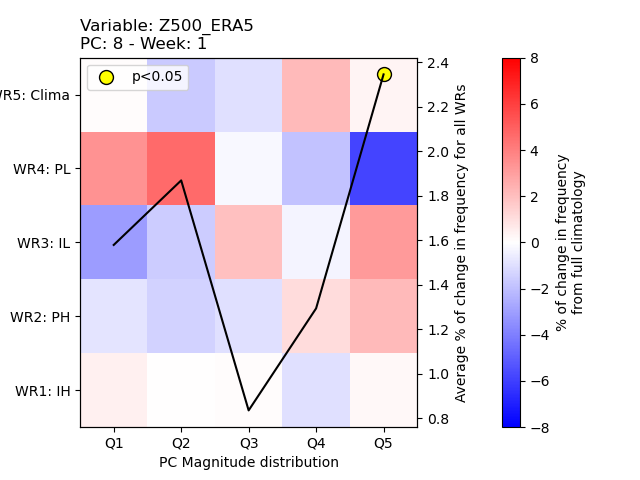 Variable: Z500_ERA5
PC: 8 - Week: 1
p<0.05
R5: Clima
WR4: PL
WR3: IL
WR2: PH
WR1: IH
Q1 Q2 Q3 Q4 Q5
PC Magnitude distribution
2.4
2.2
2.0
1.8
1.6
1.4
1.2
1.0
0.8
Average % of change in frequency for all WRs
8
6
4
2
0
−2
−4
−6
−8
% of change in frequency
from full climatology